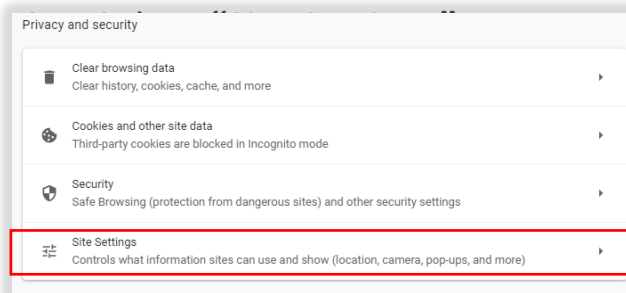 Privacy and security
Clear browsing data
Clear history, cookies, cache, and more
Cookies and other site data
Third-party cookies are blocked in Incognito mode
Security
Safe Browsing (protection from dangerous sites) and other security settings
Site Settings
Controls what information sites can use and show (location, camera, pop-ups, and more)